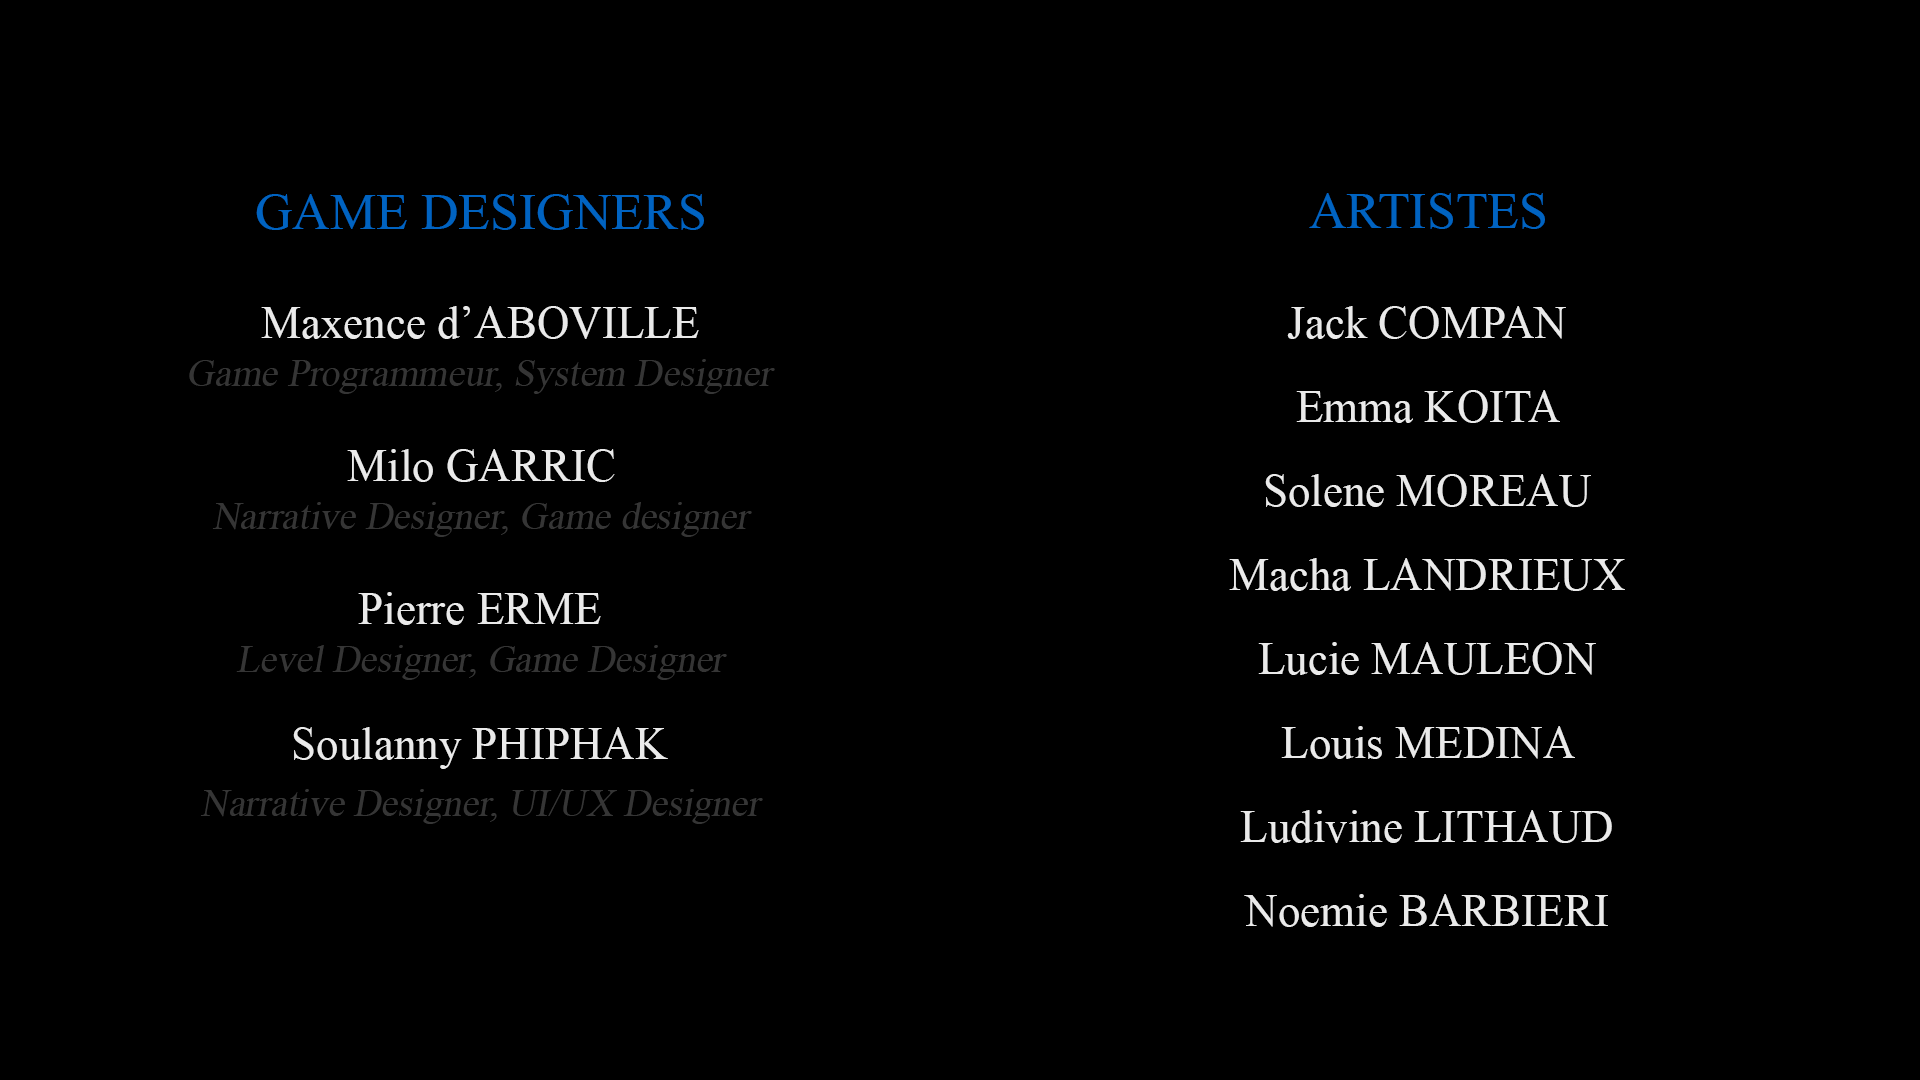 GAME DESIGNERS
Maxence d’ABOVILLE
Game Programmeur, System Designer
Milo GARRIC
Narrative Designer, Game designer
Pierre ERME
Level Designer, Game Designer
Soulanny PHIPHAK
Narrative Designer, UI/UX Designer
ARTISTES
Jack COMPAN
Emma KOITA
Solene MOREAU
Macha LANDRIEUX
Lucie MAULEON
Louis MEDINA
Ludivine LITHAUD
Noemie BARBIERI